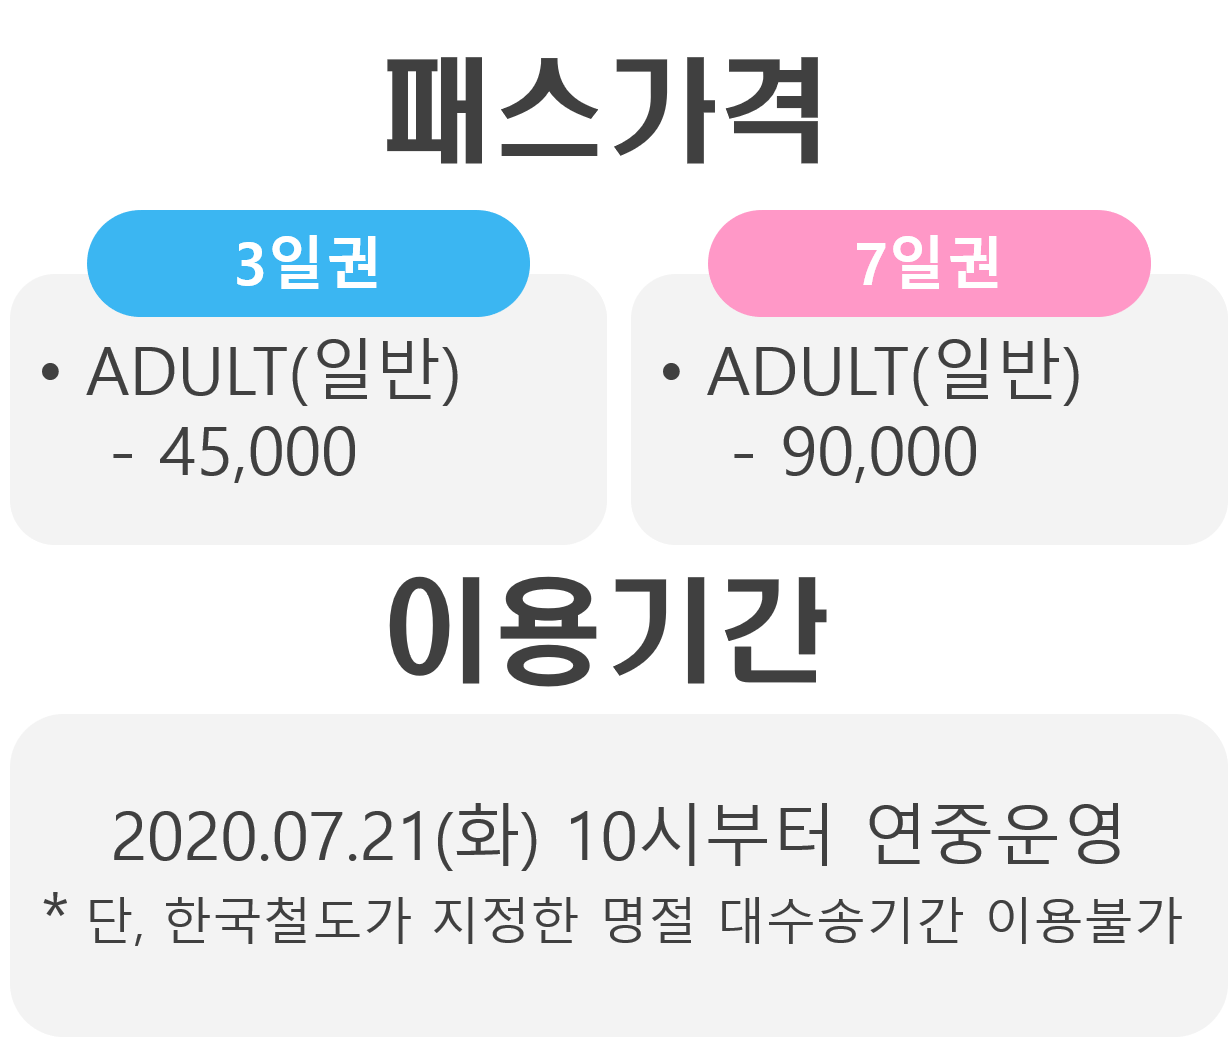 패스가격
3일권
• ADULT(일반)
- 45,000
7일권
• ADULT(일반)
- 90,000
이용기간
2020.07.21(화) 10시부터 연중운영
* 단, 한국철도가 지정한 명절 대수송기간 이용불가